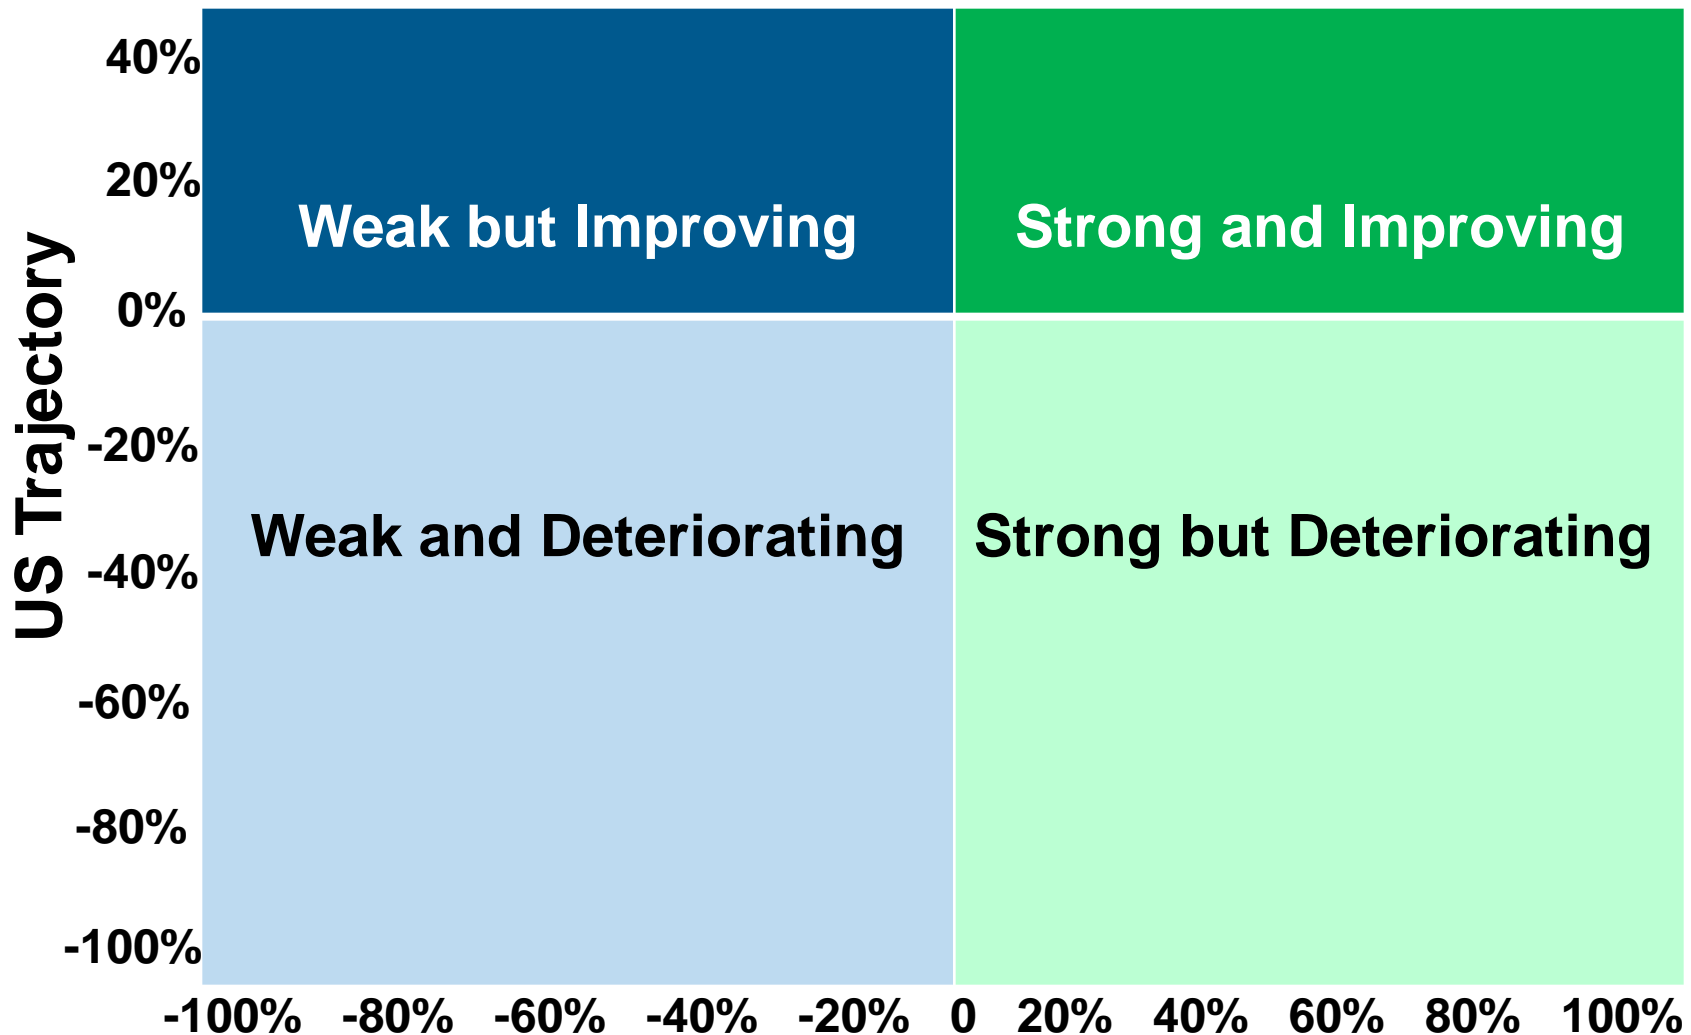 40%
20%
Weak but Improving
Strong and Improving
0%
US Trajectory
-20%
Weak and Deteriorating
Strong but Deteriorating
-40%
-60%
-80%
-100%
-100% -80% -60% -40% -20% 0 20% 40% 60% 80% 100%